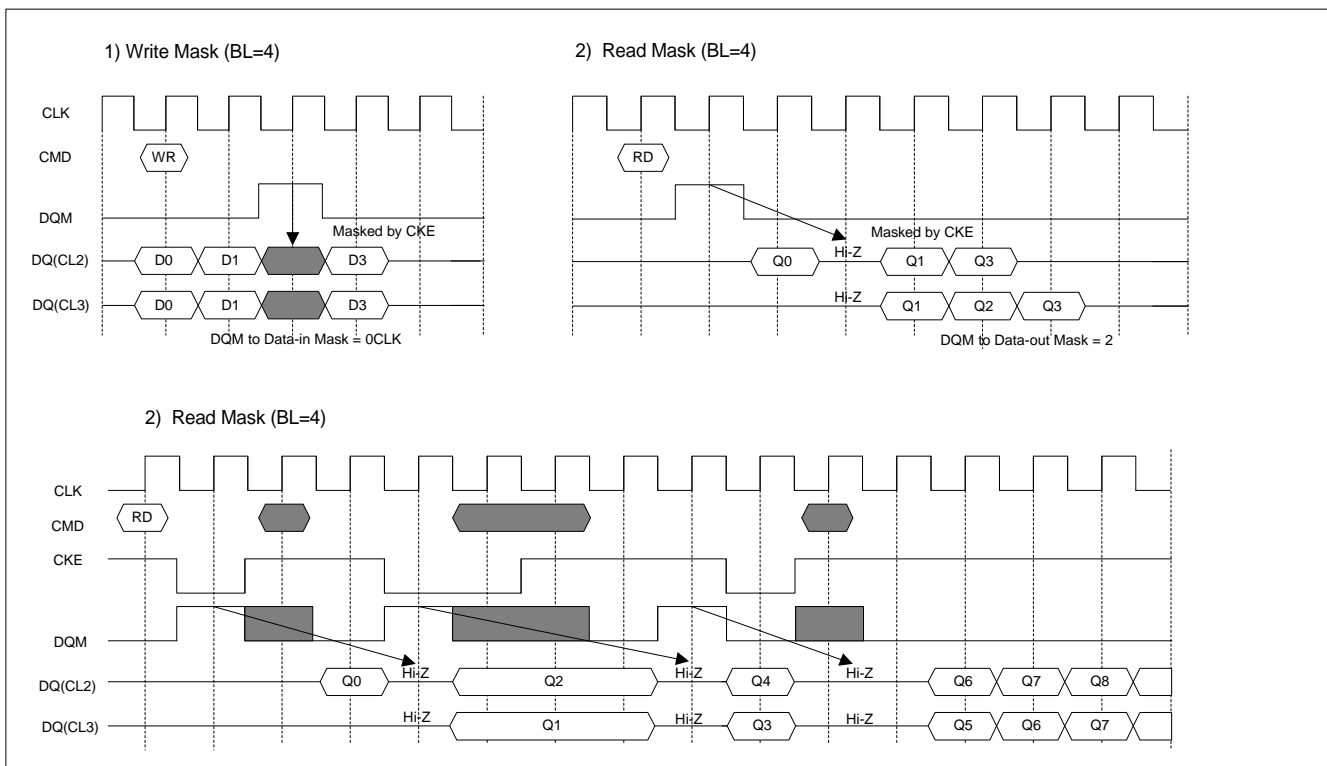 1) Write Mask (BL=4)
2) Read Mask (BL=4)
CLK
CMD
WR
RD
DQM
Masked by CKE
Masked by CKE
DQ(CL2)
D0
D1
D3
Q0
Hi-Z
Q1
Q3
DQ(CL3)
D0
D1
D3
Hi-Z
Q1
Q2
Q3
DQM to Data-in Mask = 0CLK
DQM to Data-out Mask = 2
2) Read Mask (BL=4)
CLK
RD
CMD
CKE
DQM
DQ(CL2)
Q0
Hi-Z
Q2
Hi-Z
Q4
Hi-Z
Q6
Q7
Q8
DQ(CL3)
Hi-Z
Q1
Hi-Z
Q3
Hi-Z
Q5
Q6
Q7